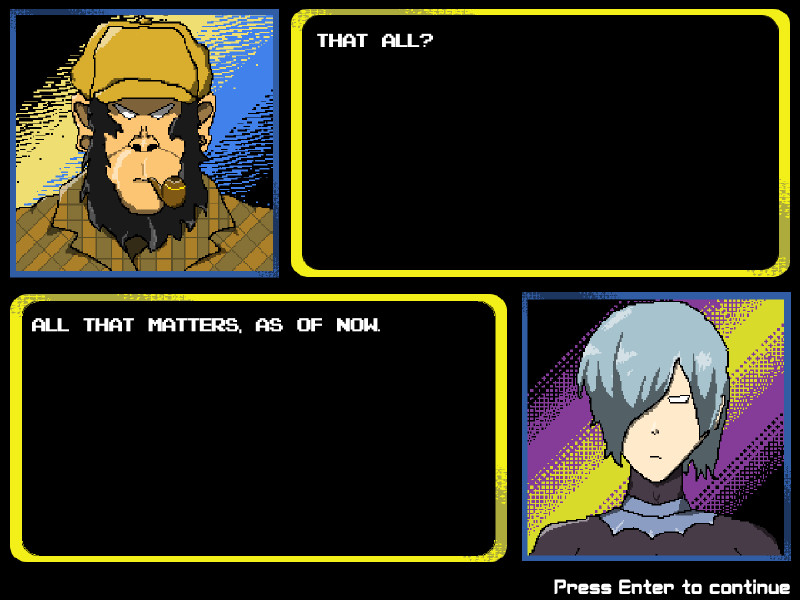 THAT ALL?
ALL THAT MATTERS, AS OF NOW.
Press Enter to continue